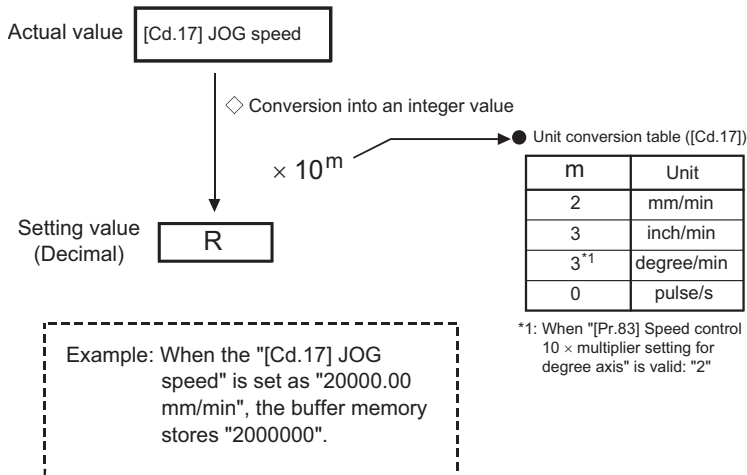 Actual value
[Cd.17] JOG speed
◇ Conversion into an integer value
× 10^m
● Unit conversion table ([Cd.17])
m Unit
2 mm/min
3 inch/min
3*1 degree/min
0 pulse/s
*1: When "[Pr.83] Speed control
10 × multiplier setting for
degree axis" is valid: "2"
Setting value
(Decimal)
R
Example: When the "[Cd.17] JOG
speed" is set as "20000.00
mm/min", the buffer memory
stores "2000000".